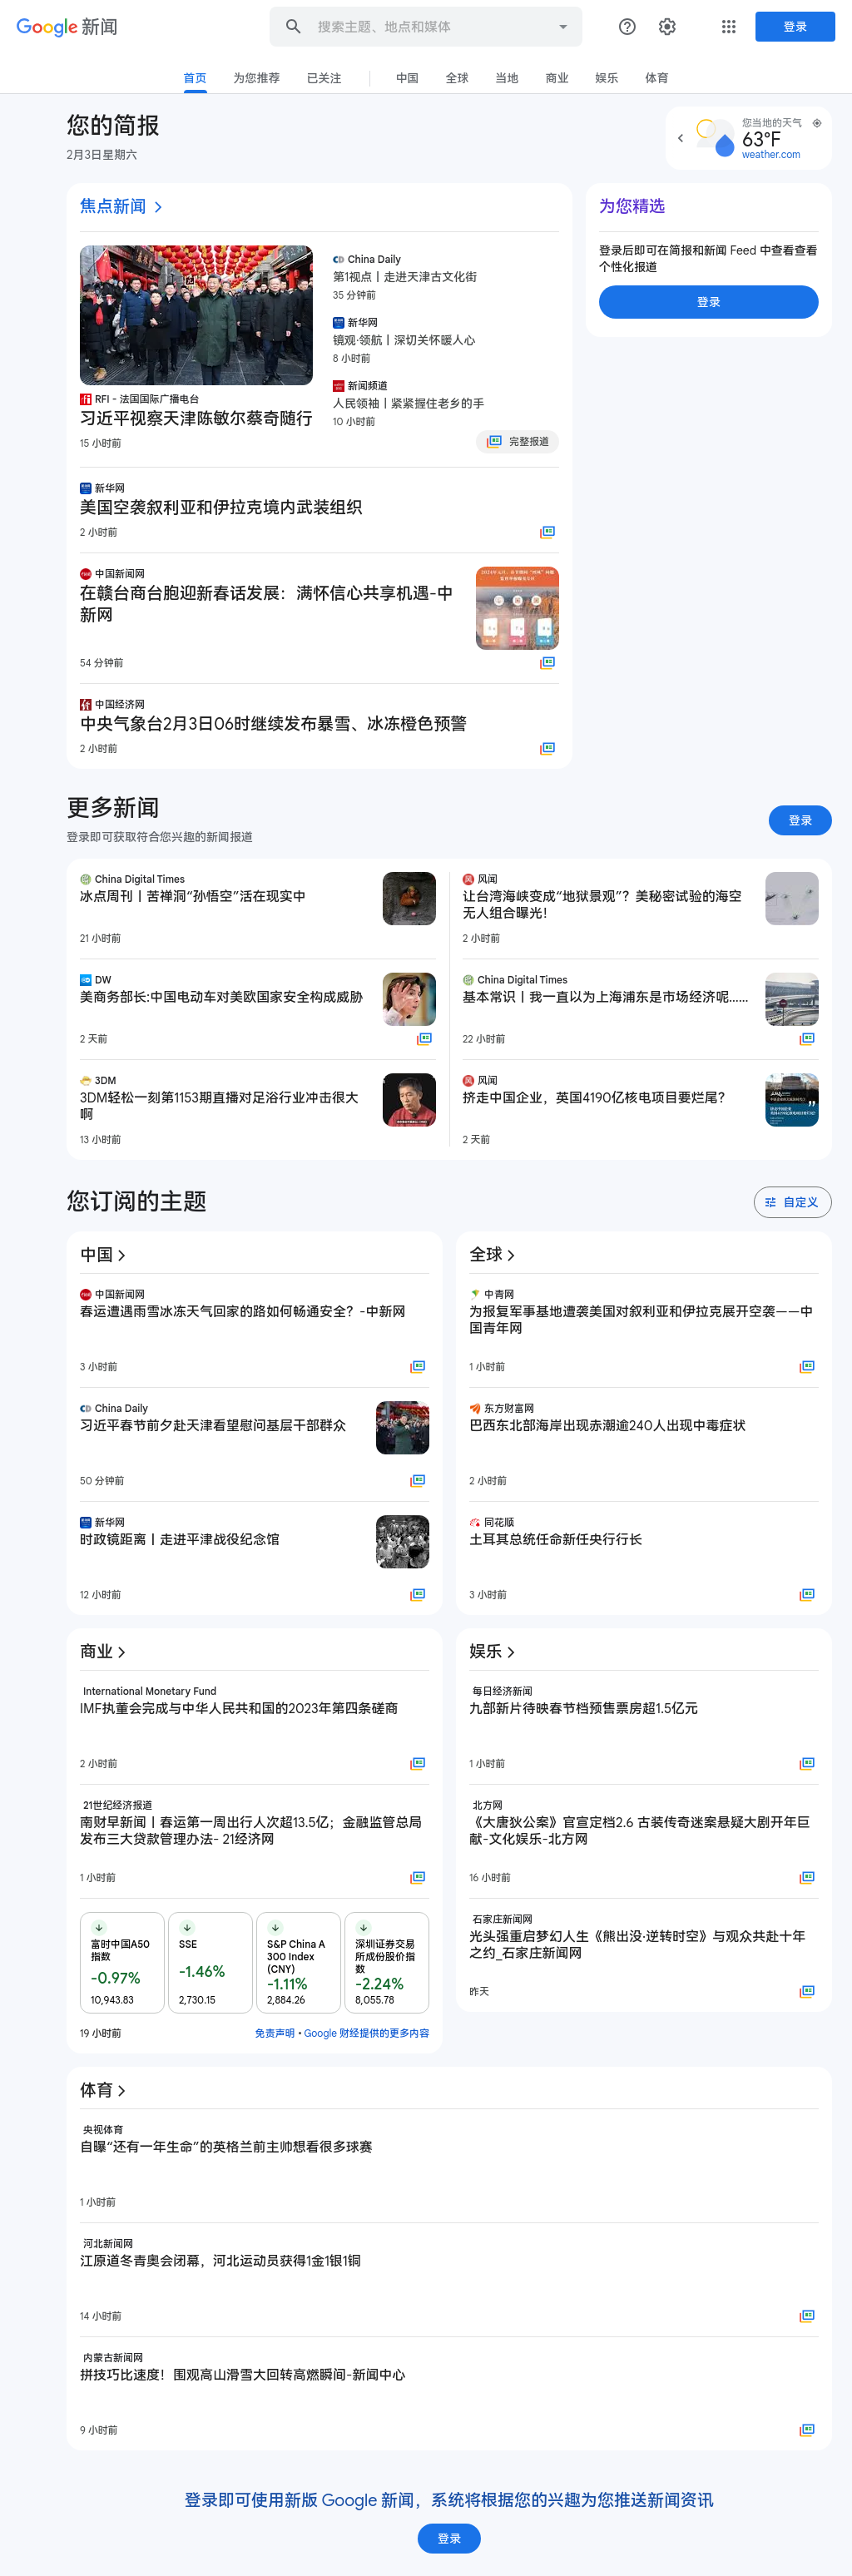 Google 新闻
搜索主题、地点和媒体
登录
首页
为您推荐
已关注
中国
全球
当地
商业
娱乐
体育
您的简报
2月3日星期六
您当地的天气
63°F
weather.com
焦点新闻
RFI - 法国国际广播电台
习近平视察天津陈敏尔蔡奇随行
15 小时前
China Daily
第1视点丨走进天津古文化街
35 分钟前
新华网
镜观·领航丨深切关怀暖人心
8 小时前
新闻频道
人民领袖丨紧紧握住老乡的手
10 小时前
完整报道
新华网
美国空袭叙利亚和伊拉克境内武装组织
2 小时前
中国新闻网
在赣台商台胞迎新春话发展：满怀信心共享机遇-中
新网
54 分钟前
中国经济网
中央气象台2月3日06时继续发布暴雪、冰冻橙色预警
2 小时前
为您精选
登录后即可在简报和新闻 Feed 中查看查看
个性化报道
登录
更多新闻
登录即可获取符合您兴趣的新闻报道
登录
China Digital Times
冰点周刊丨苦禅洞“孙悟空”活在现实中
21 小时前
DW
美商务部长:中国电动车对美欧国家安全构成威胁
2 天前
3DM
3DM轻松一刻第1153期直播对足浴行业冲击很大
啊
13 小时前
风闻
让台湾海峡变成“地狱景观”？美秘密试验的海空
无人组合曝光！
2 小时前
China Digital Times
基本常识丨我一直以为上海浦东是市场经济呢……
22 小时前
风闻
挤走中国企业，英国4190亿核电项目要烂尾？
2 天前
您订阅的主题
自定义
中国
中国新闻网
春运遭遇雨雪冰冻天气回家的路如何畅通安全？-中新网
3 小时前
China Daily
习近平春节前夕赴天津看望慰问基层干部群众
50 分钟前
新华网
时政镜距离丨走进平津战役纪念馆
12 小时前
全球
中青网
为报复军事基地遭袭美国对叙利亚和伊拉克展开空袭——中
国青年网
1 小时前
东方财富网
巴西东北部海岸出现赤潮逾240人出现中毒症状
2 小时前
同花顺
土耳其总统任命新任央行行长
3 小时前
商业
International Monetary Fund
IMF执董会完成与中华人民共和国的2023年第四条磋商
2 小时前
21世纪经济报道
南财早新闻丨春运第一周出行人次超13.5亿；金融监管总局
发布三大贷款管理办法- 21经济网
1 小时前
富时中国A50
指数
-0.97%
10,943.83
SSE
-1.46%
2,730.15
S&P China A
300 Index
(CNY)
-1.11%
2,884.26
深圳证券交易
所成份股价指
数
-2.24%
8,055.78
19 小时前
免责声明 • Google 财经提供的更多内容
娱乐
每日经济新闻
九部新片待映春节档预售票房超1.5亿元
1 小时前
北方网
《大唐狄公案》官宣定档2.6 古装传奇迷案悬疑大剧开年巨
献-文化娱乐-北方网
16 小时前
石家庄新闻网
光头强重启梦幻人生《熊出没·逆转时空》与观众共赴十年
之约_石家庄新闻网
昨天
体育
央视体育
自曝“还有一年生命”的英格兰前主帅想看很多球赛
1 小时前
河北新闻网
江原道冬青奥会闭幕，河北运动员获得1金1银1铜
14 小时前
内蒙古新闻网
拼技巧比速度！围观高山滑雪大回转高燃瞬间-新闻中心
9 小时前
登录即可使用新版 Google 新闻，系统将根据您的兴趣为您推送新闻资讯
登录